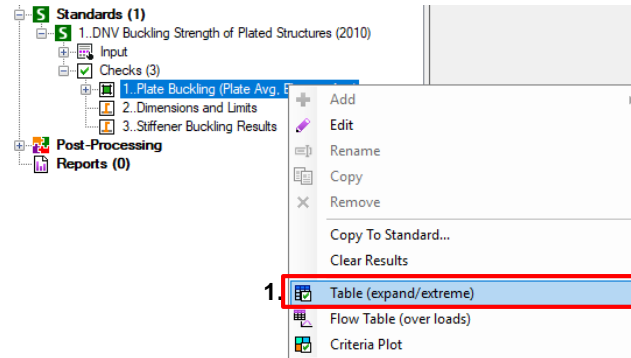 Standards (1)
1..DNV Buckling Strength of Plated Structures (2010)
Input
Checks (3)
1..Plate Buckling (Plate Avg,
2..Dimensions and Limits
3..Stiffener Buckling Results
Post-Processing
Reports (0)
Add
Edit
Rename
Copy
Remove
Copy To Standard...
Clear Results
1.
Table (expand/extreme)
Flow Table (over loads)
Criteria Plot